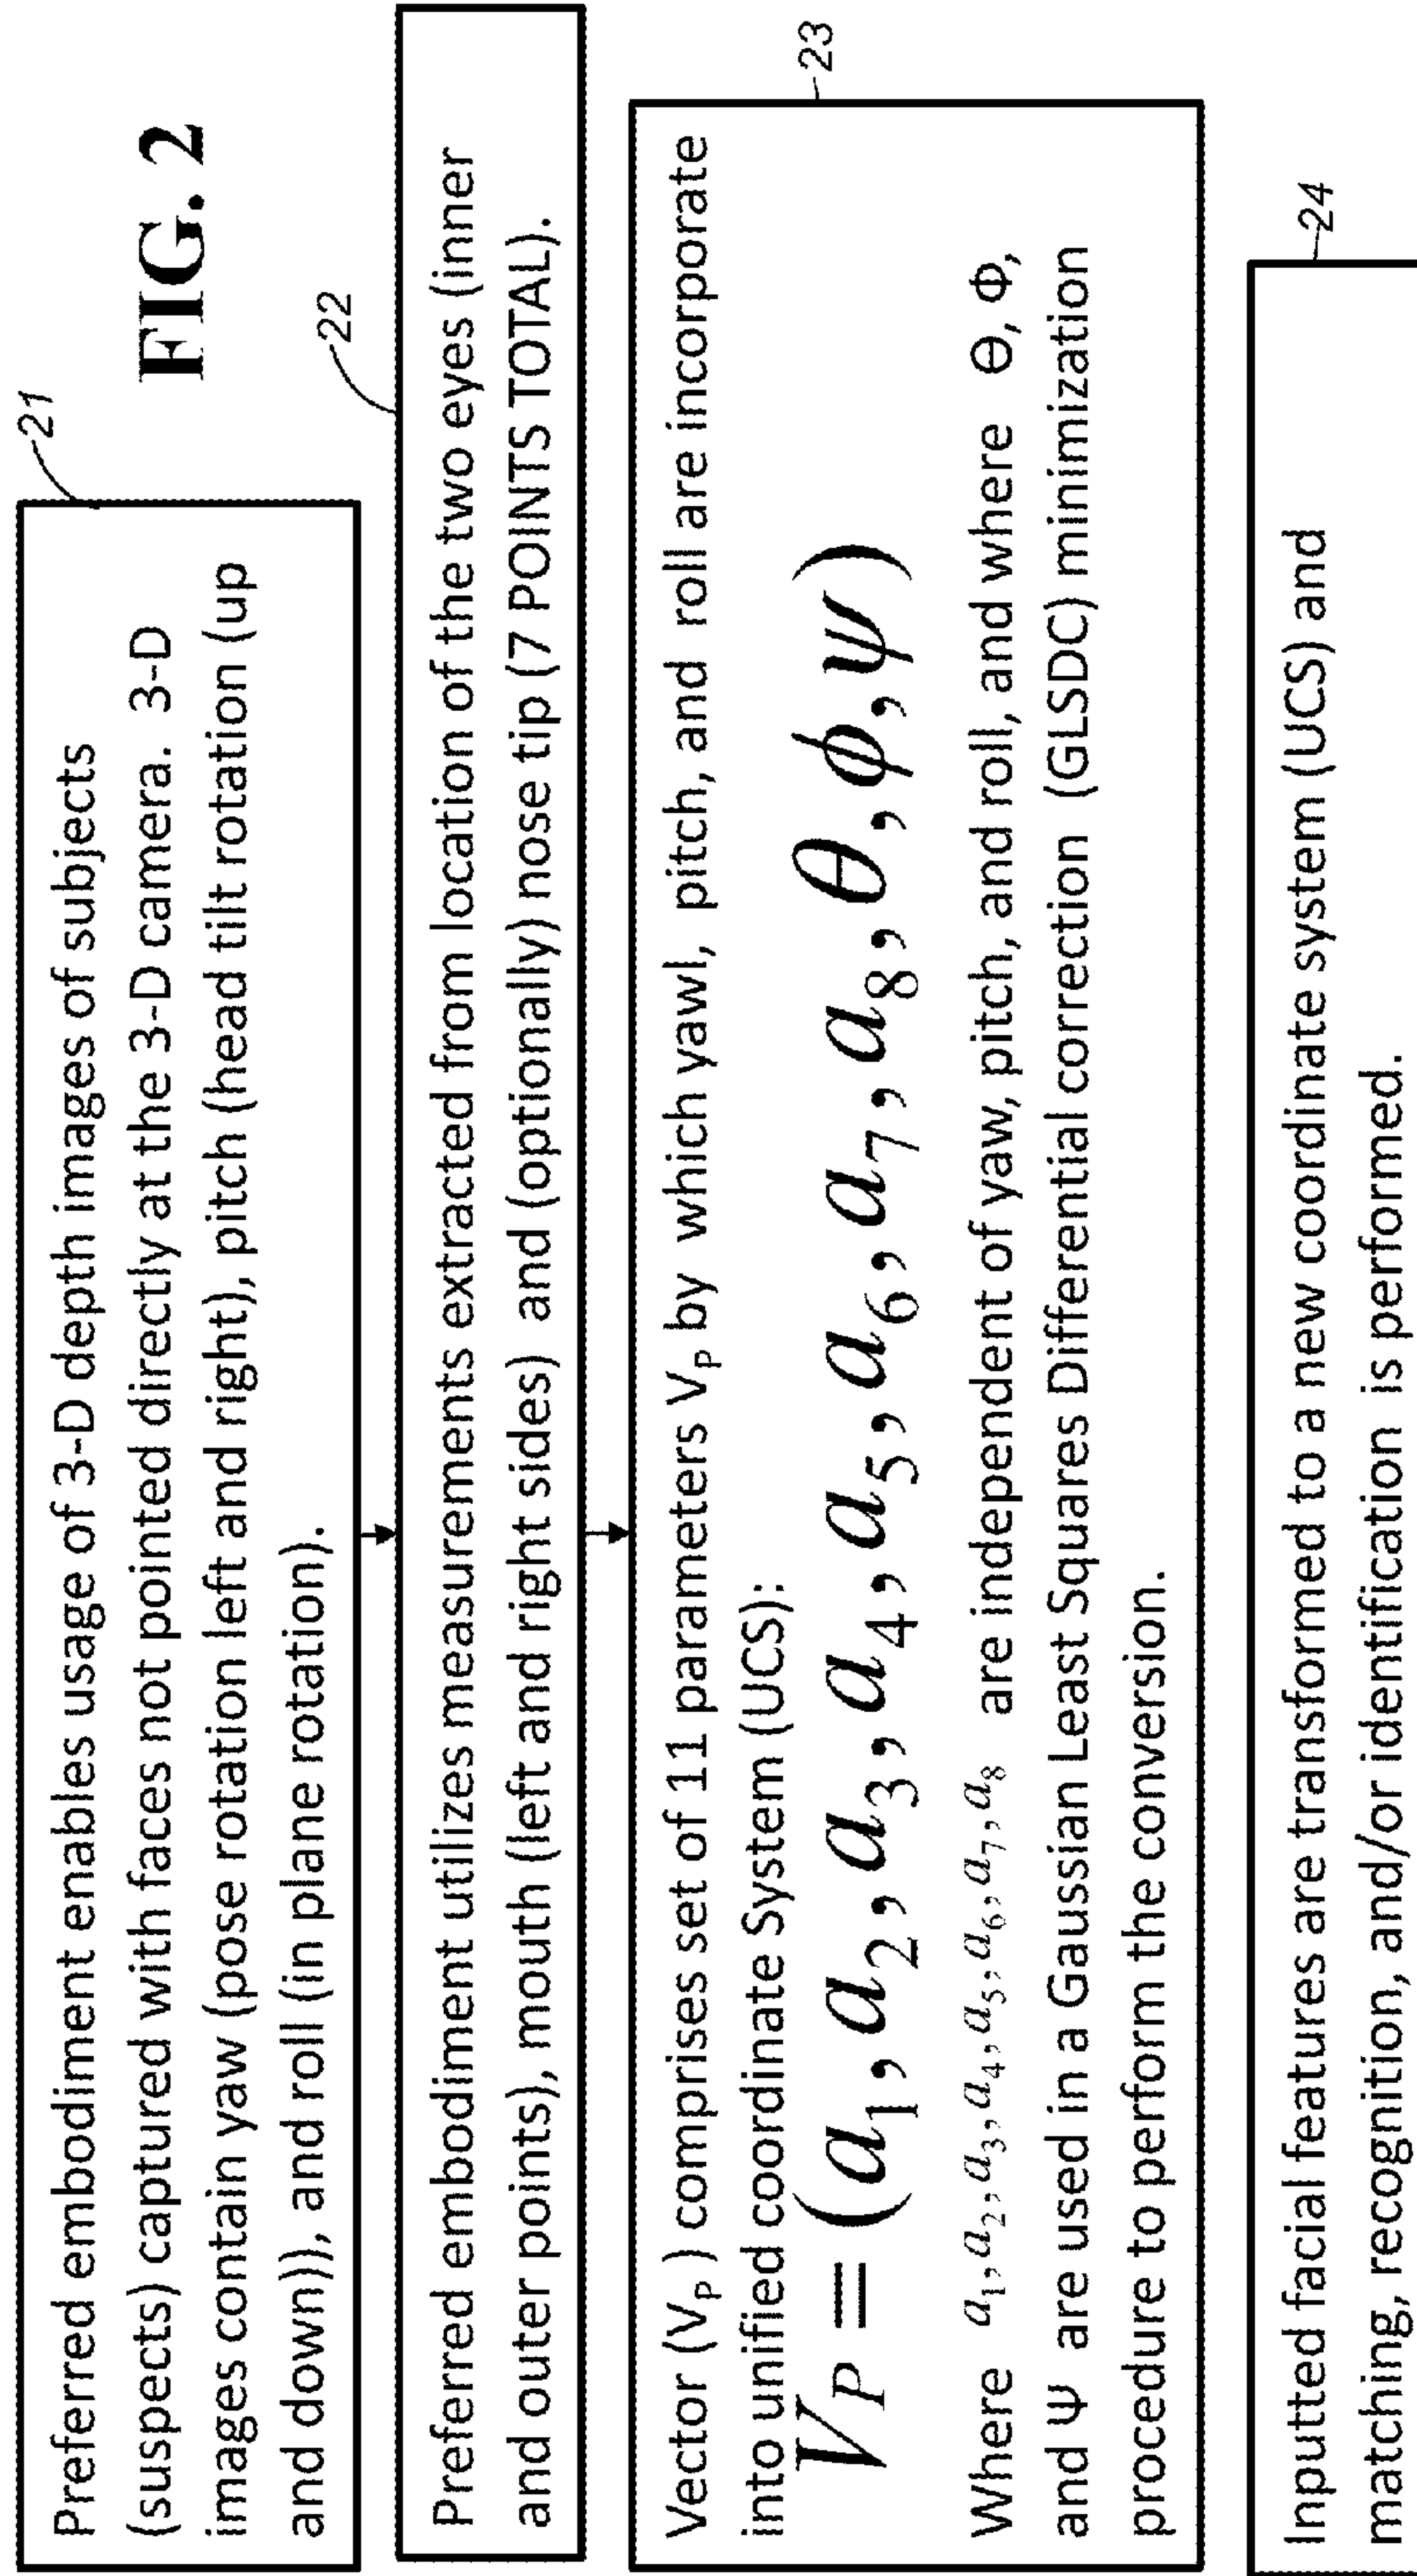 FIG. 2
21
Preferred embodiment enables usage of 3-D depth images of subjects
(suspects) captured with faces not pointed directly at the 3-D camera. 3-D
images contain yaw (pose rotation left and right), pitch (head tilt rotation (up
and down)), and roll (in plane rotation).
22
Preferred embodiment utilizes measurements extracted from location of the two eyes (inner
and outer points), mouth (left and right sides) and (optionally) nose tip (7 POINTS TOTAL).
23
Vector (V_P) comprises set of 11 parameters V_P by which yawl, pitch, and roll are incorporate
into unified coordinate System (UCS):
V_P = (a_1, a_2, a_3, a_4, a_5, a_6, a_7, a_8, θ, ϕ, ψ)
Where a_1, a_2, a_3, a_4, a_5, a_6, a_7, a_8 are independent of yaw, pitch, and roll, and where Θ, Φ,
and Ψ are used in a Gaussian Least Squares Differential correction (GLSDC) minimization
procedure to perform the conversion.
24
Inputted facial features are transformed to a new coordinate system (UCS) and
matching, recognition, and/or identification is performed.